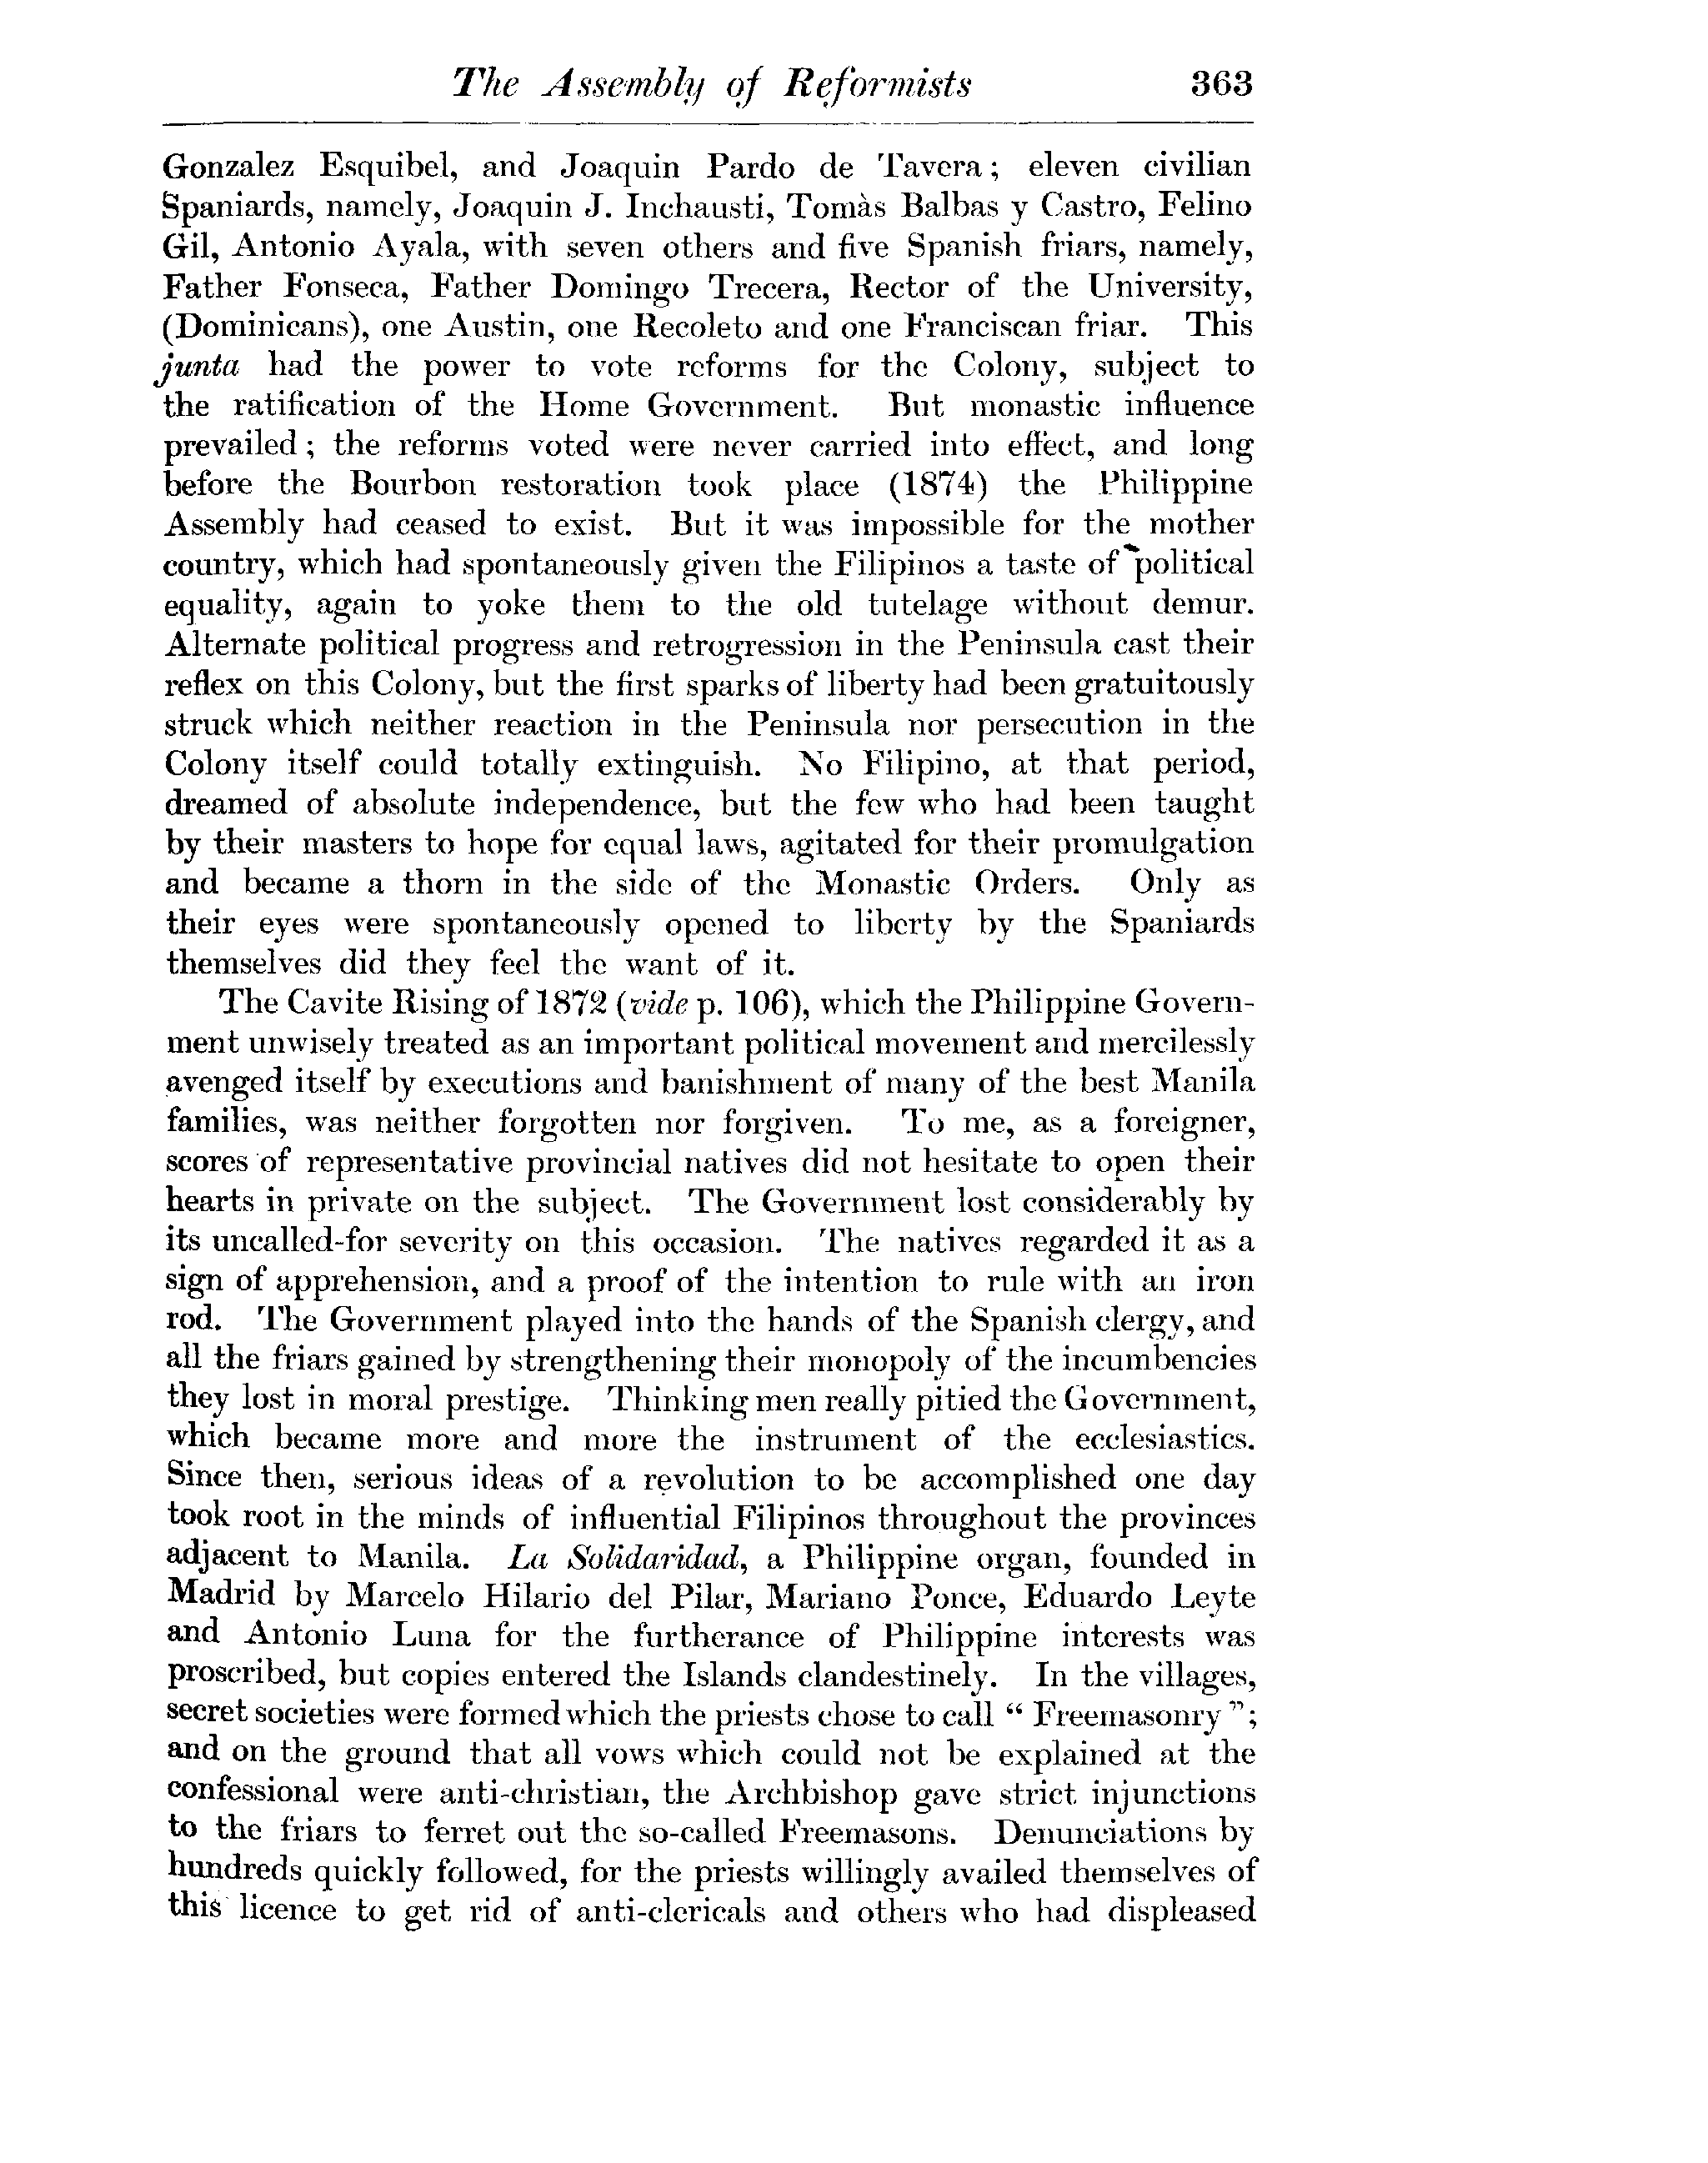 The Assembly of Reformists 363
Gonzalez Esquibel, and Joaquin Pardo de Tavera; eleven civilian
Spaniards, namely, Joaquin J. Inchausti, Tomàs Balbas y Castro, Felino
Gil, Antonio Ayala, with seven others and five Spanish friars, namely,
Father Fonseca, Father Domingo Trecera, Rector of the University,
(Dominicans), one Austin, one Recoleto and one Franciscan friar. This
junta had the power to vote reforms for the Colony, subject to
the ratification of the Home Government. But monastic influence
prevailed; the reforms voted were never carried into effect, and long
before the Bourbon restoration took place (1874) the Philippine
Assembly had ceased to exist. But it was impossible for the mother
country, which had spontaneously given the Filipinos a taste of political
equality, again to yoke them to the old tutelage without demur.
Alternate political progress and retrogression in the Peninsula cast their
reflex on this Colony, but the first sparks of liberty had been gratuitously
struck which neither reaction in the Peninsula nor persecution in the
Colony itself could totally extinguish. No Filipino, at that period,
dreamed of absolute independence, but the few who had been taught
by their masters to hope for equal laws, agitated for their promulgation
and became a thorn in the side of the Monastic Orders. Only as
their eyes were spontaneously opened to liberty by the Spaniards
themselves did they feel the want of it.
The Cavite Rising of 1872 (vide p. 106), which the Philippine Govern-
ment unwisely treated as an important political movement and mercilessly
avenged itself by executions and banishment of many of the best Manila
families, was neither forgotten nor forgiven. To me, as a foreigner,
scores of representative provincial natives did not hesitate to open their
hearts in private on the subject. The Government lost considerably by
its uncalled-for severity on this occasion. The natives regarded it as a
sign of apprehension, and a proof of the intention to rule with an iron
rod. The Government played into the hands of the Spanish clergy, and
all the friars gained by strengthening their monopoly of the incumbencies
they lost in moral prestige. Thinking men really pitied the Government,
which became more and more the instrument of the ecclesiastics.
Since then, serious ideas of a revolution to be accomplished one day
took root in the minds of influential Filipinos throughout the provinces
adjacent to Manila. La Solidaridad, a Philippine organ, founded in
Madrid by Marcelo Hilario del Pilar, Mariano Ponce, Eduardo Leyte
and Antonio Luna for the furtherance of Philippine interests was
proscribed, but copies entered the Islands clandestinely. In the villages,
secret societies were formed which the priests chose to call “ Freemasonry ”;
and on the ground that all vows which could not be explained at the
confessional were anti-christian, the Archbishop gave strict injunctions
to the friars to ferret out the so-called Freemasons. Denunciations by
hundreds quickly followed, for the priests willingly availed themselves of
this licence to get rid of anti-clericals and others who had displeased